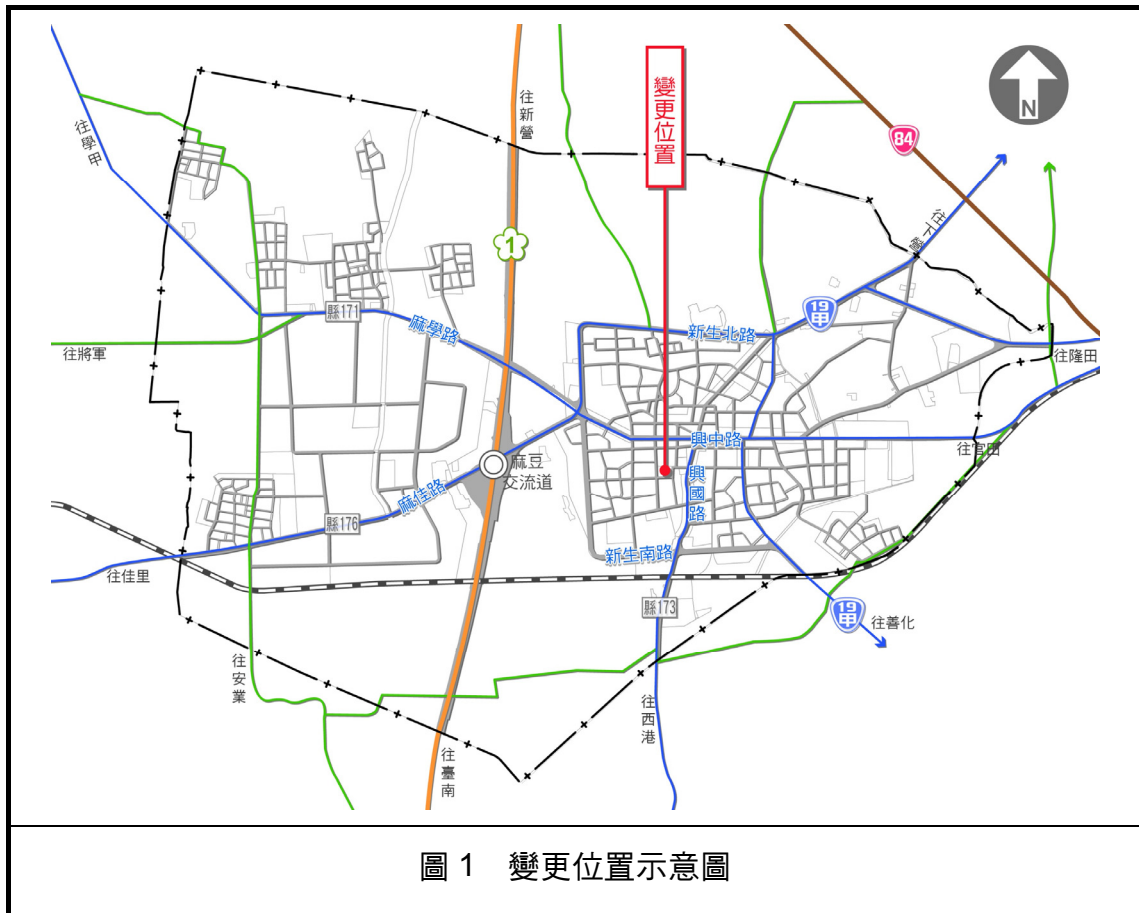 往新營
變更位置
N
往學甲
84
往下營
1
縣171
麻學路
19甲
新生北路
往將軍
往隆田
興中路
往官田
麻豆
交流道
興國路
麻佳路
縣176
新生南路
往佳里
縣173
19甲
往善化
往安業
往西港
往臺南
圖 1 變更位置示意圖